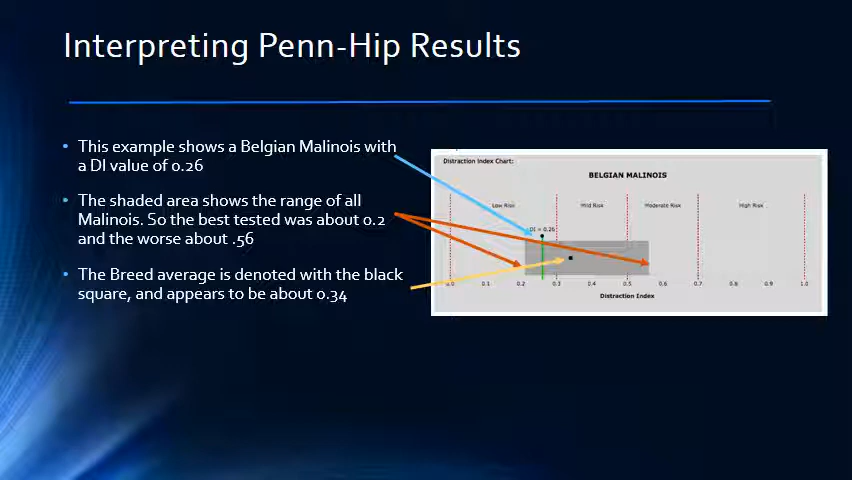 Interpreting Penn-Hip Results
This example shows a Belgian Malinois with
a DI value of 0.26
The shaded area shows the range of all
Malinois. So the best tested was about 0.2
and the worse about .56
The Breed average is denoted with the black
square, and appears to be about 0.34
Distraction Index Chart:
BELGIAN MALINOIS
Low Risk Mild Risk Moderate Risk High Risk
DI = 0.26
0.0 0.1 0.2 0.3 0.4 0.5 0.6 0.7 0.8 0.9 1.0
Distraction Index